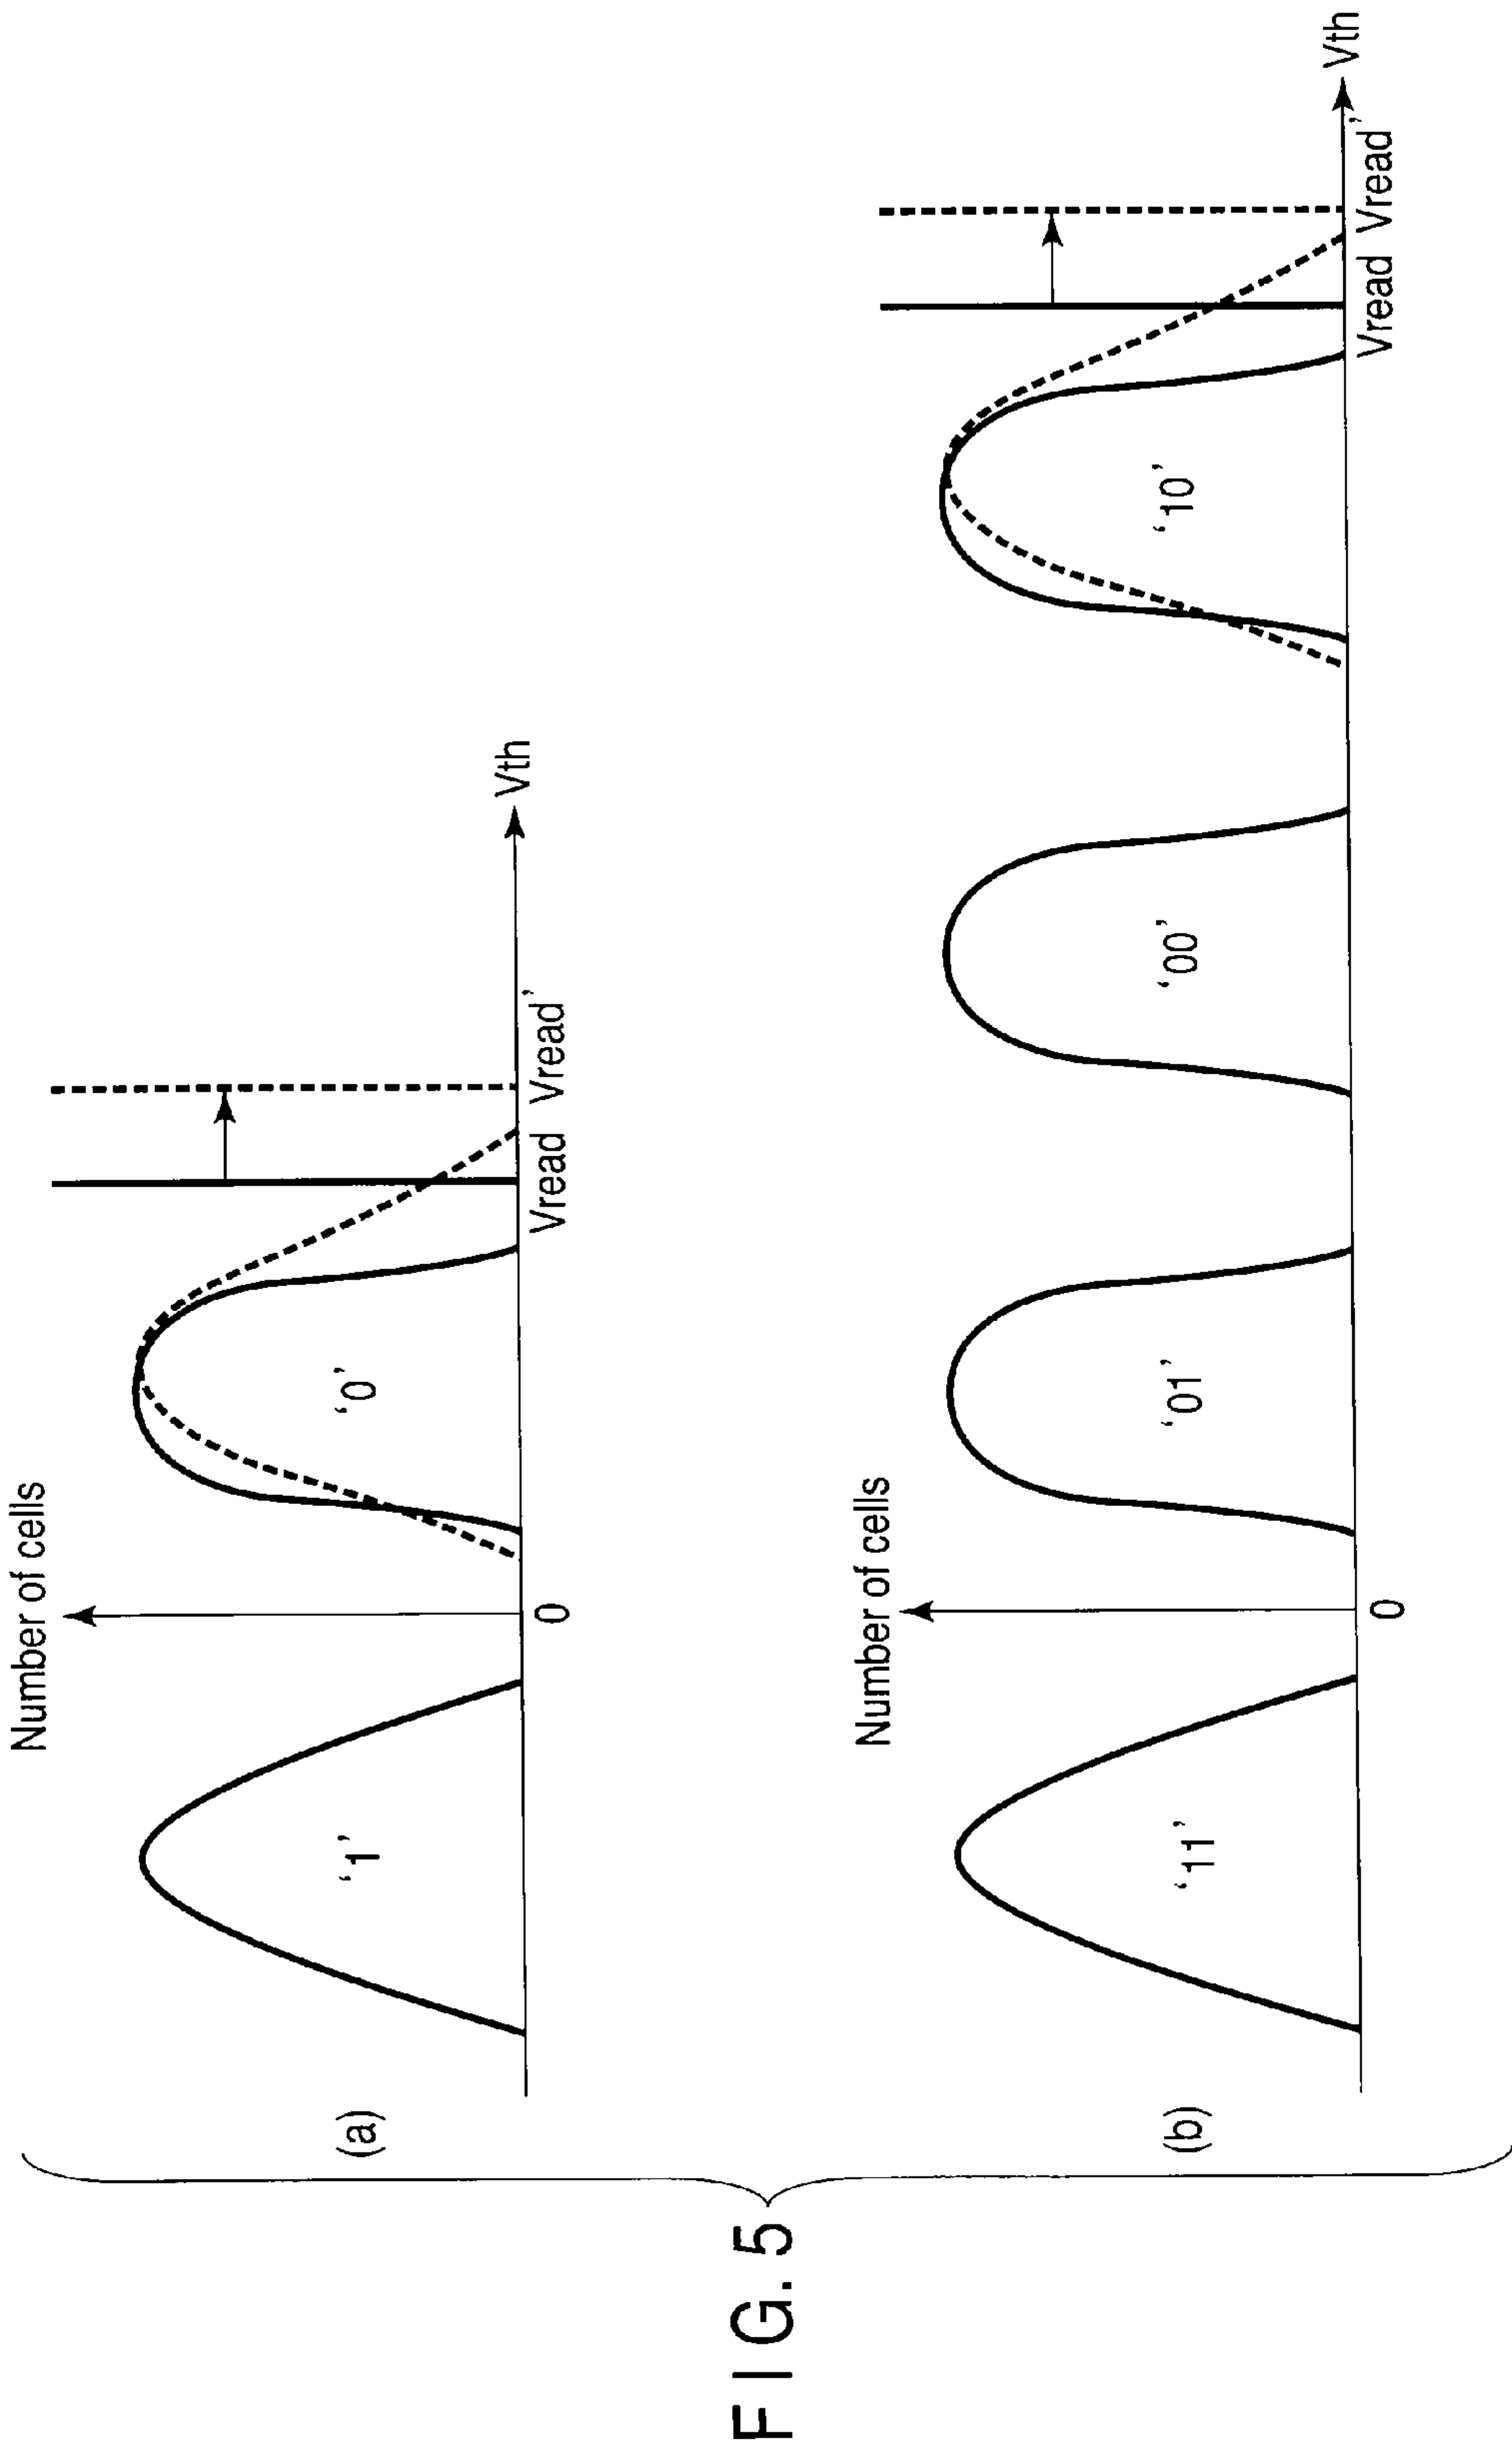 FIG. 5
(a)
Number of cells
‘1’
‘0’
0
Vread Vread’
Vth
(b)
Number of cells
‘11’
‘01’
‘00’
‘10’
0
Vread Vread’
Vth